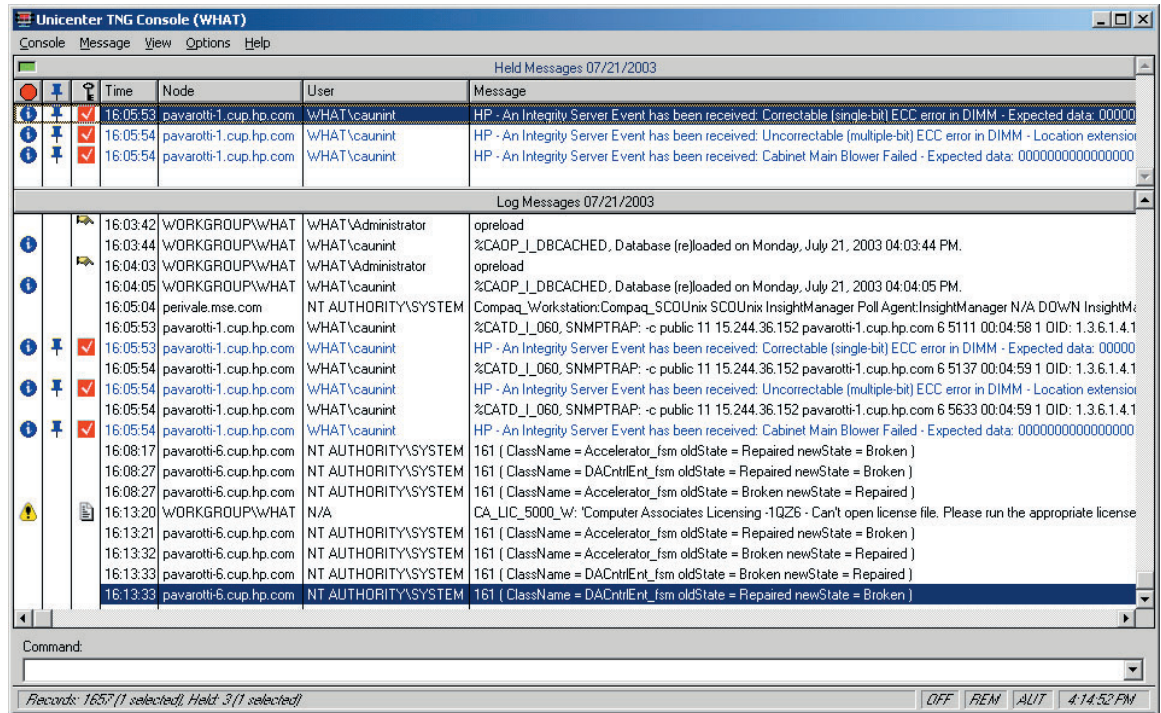 Unicenter TNG Console (WHAT)
Console Message View Options Help
Held Messages 07/21/2003
Time Node User Message
16:05:53 pavarotti-1.cup.hp.com WHAT\caunint HP - An Integrity Server Event has been received: Correctable (single-bit) ECC error in DIMM - Expected data: 00000
16:05:54 pavarotti-1.cup.hp.com WHAT\caunint HP - An Integrity Server Event has been received: Uncorrectable (multiple-bit) ECC error in DIMM - Location extension
16:05:54 pavarotti-1.cup.hp.com WHAT\caunint HP - An Integrity Server Event has been received: Cabinet Main Blower Failed - Expected data: 0000000000000000
Log Messages 07/21/2003
16:03:42 WORKGROUP\WHAT WHAT\Administrator opreload
16:03:44 WORKGROUP\WHAT WHAT\caunint %CAOP_I_DBCACHED, Database (re)loaded on Monday, July 21, 2003 04:03:44 PM.
16:04:03 WORKGROUP\WHAT WHAT\Administrator opreload
16:04:05 WORKGROUP\WHAT WHAT\caunint %CAOP_I_DBCACHED, Database (re)loaded on Monday, July 21, 2003 04:04:05 PM.
16:05:04 perivale.mse.com NT AUTHORITY\SYSTEM Compaq_Workstation:Compaq_SCOUnix SCOUnix InsightManager Poll Agent:InsightManager N/A DOWN InsightMa
16:05:53 pavarotti-1.cup.hp.com WHAT\caunint %CATD_I_060, SNMPTRAP: -c public 11 15.244.36.152 pavarotti-1.cup.hp.com 6 5111 00:04:58 1 OID: 1.3.6.1.4.1
16:05:53 pavarotti-1.cup.hp.com WHAT\caunint HP - An Integrity Server Event has been received: Correctable (single-bit) ECC error in DIMM - Expected data: 00000
16:05:54 pavarotti-1.cup.hp.com WHAT\caunint %CATD_I_060, SNMPTRAP: -c public 11 15.244.36.152 pavarotti-1.cup.hp.com 6 5137 00:04:59 1 OID: 1.3.6.1.4.1
16:05:54 pavarotti-1.cup.hp.com WHAT\caunint HP - An Integrity Server Event has been received: Uncorrectable (multiple-bit) ECC error in DIMM - Location extension
16:05:54 pavarotti-1.cup.hp.com WHAT\caunint %CATD_I_060, SNMPTRAP: -c public 11 15.244.36.152 pavarotti-1.cup.hp.com 6 5633 00:04:59 1 OID: 1.3.6.1.4.1
16:05:54 pavarotti-1.cup.hp.com WHAT\caunint HP - An Integrity Server Event has been received: Cabinet Main Blower Failed - Expected data: 0000000000000000
16:08:17 pavarotti-6.cup.hp.com NT AUTHORITY\SYSTEM 161 ( ClassName = Accelerator_fsm oldState = Repaired newState = Broken )
16:08:27 pavarotti-6.cup.hp.com NT AUTHORITY\SYSTEM 161 ( ClassName = DACntrlEnt_fsm oldState = Repaired newState = Broken )
16:08:27 pavarotti-6.cup.hp.com NT AUTHORITY\SYSTEM 161 ( ClassName = Accelerator_fsm oldState = Broken newState = Repaired )
16:13:20 WORKGROUP\WHAT N/A CA_LIC_5000_W: 'Computer Associates Licensing -1QZ6 - Can't open license file. Please run the appropriate license
16:13:21 pavarotti-6.cup.hp.com NT AUTHORITY\SYSTEM 161 ( ClassName = Accelerator_fsm oldState = Repaired newState = Broken )
16:13:32 pavarotti-6.cup.hp.com NT AUTHORITY\SYSTEM 161 ( ClassName = Accelerator_fsm oldState = Broken newState = Repaired )
16:13:33 pavarotti-6.cup.hp.com NT AUTHORITY\SYSTEM 161 ( ClassName = DACntrlEnt_fsm oldState = Broken newState = Repaired )
16:13:33 pavarotti-6.cup.hp.com NT AUTHORITY\SYSTEM 161 ( ClassName = DACntrlEnt_fsm oldState = Repaired newState = Broken )
Command:
Records: 1657 (1 selected), Held: 3 (1 selected) OFF REM AUT 4:14:52 PM